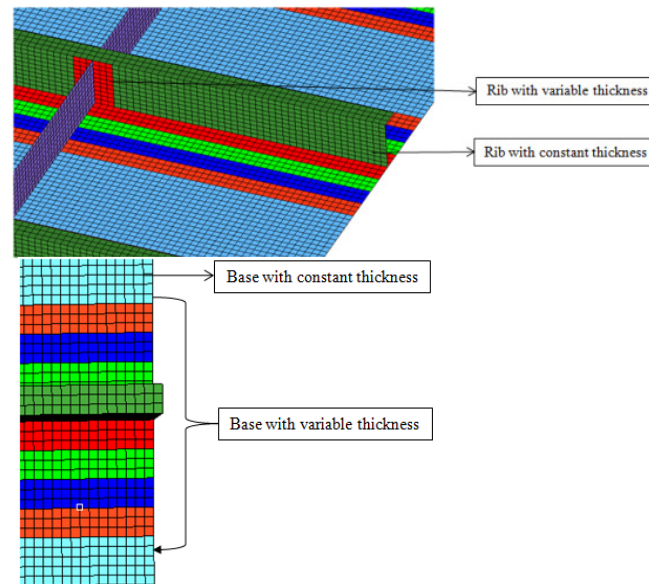 Rib with variable thickness
Rib with constant thickness
Base with constant thickness
Base with variable thickness